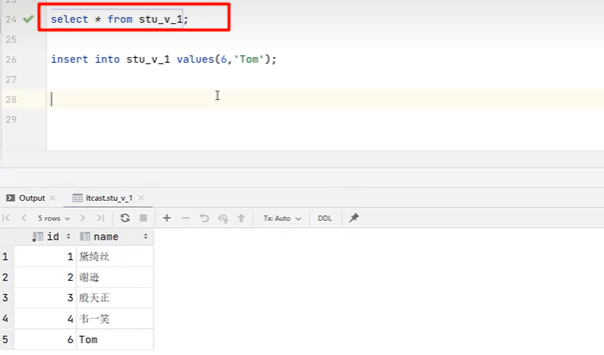 24 select * from stu_v_1;
25
26 insert into stu_v_1 values(6,'Tom');
27
28
29
Output itcast.stu_v_1
5 rows Tx: Auto DDL
id name
1 1 黛绮丝
2 2 谢逊
3 3 殷天正
4 4 韦一笑
5 6 Tom